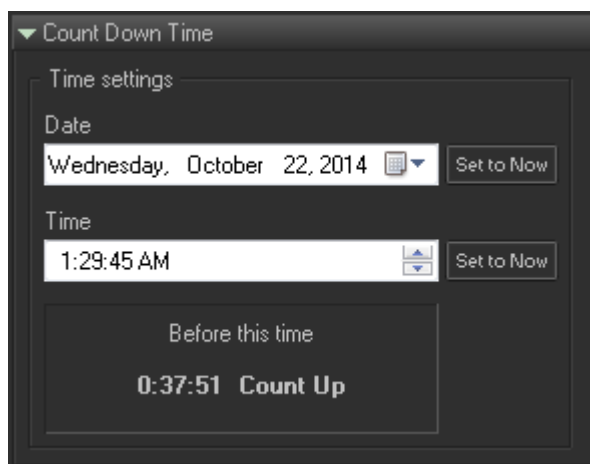 Count Down Time
Time settings
Date
Wednesday, October 22, 2014
Set to Now
Time
1:29:45 AM
Set to Now
Before this time
0:37:51 Count Up